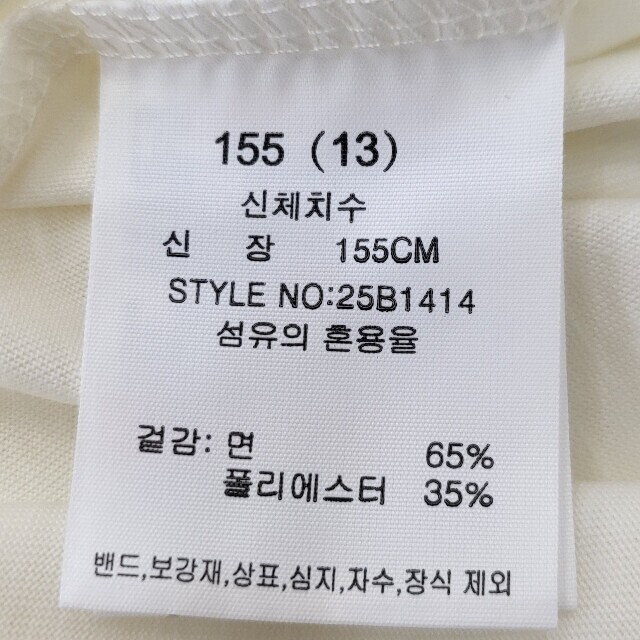 155 (13)
신체치수
신 장 155CM
STYLE NO:25B1414
섬유의 혼용율
겉감: 면 65%
폴리에스터 35%
밴드,보강재,상표,심지,자수,장식 제외